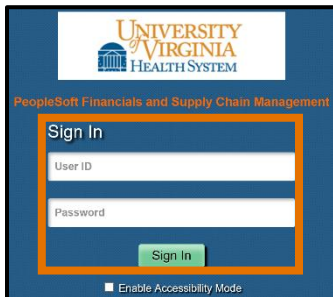 UNIVERSITY
of VIRGINIA
HEALTH SYSTEM
PeopleSoft Financials and Supply Chain Management
Sign In
User ID
Password
Sign In
Enable Accessibility Mode